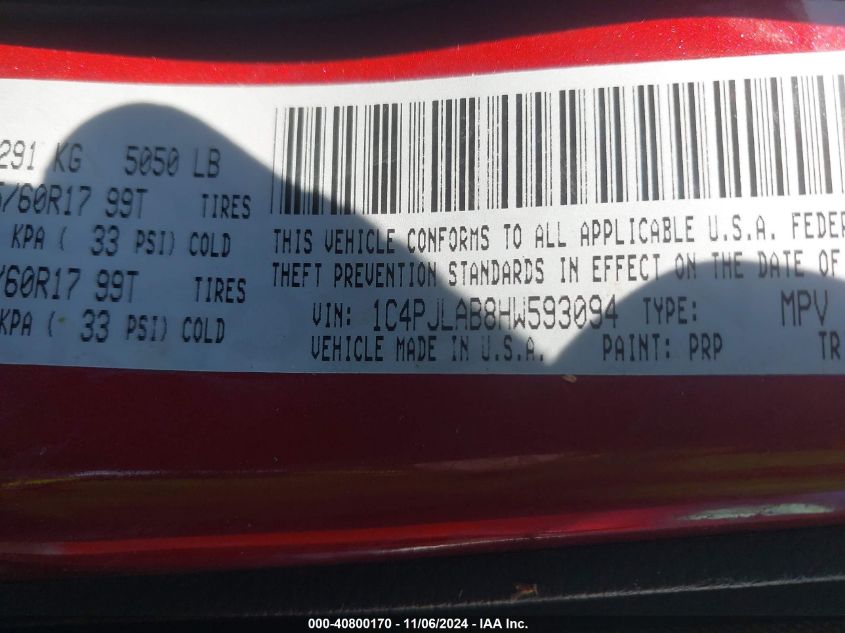 291 KG 5050 LB
/60R17 99T TIRES
KPA ( 33 PSI) COLD
/60R17 99T TIRES
KPA ( 33 PSI) COLD
THIS VEHICLE CONFORMS TO ALL APPLICABLE U.S.A. FEDER
THEFT PREVENTION STANDARDS IN EFFECT ON THE DATE OF
VIN: 1C4PJLAB8HW593094 TYPE: MPV
VEHICLE MADE IN U.S.A. PAINT: PRP TR
000-40800170 - 11/06/2024 - IAA Inc.